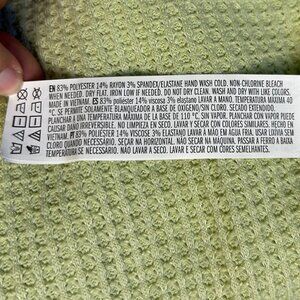 EN 83% POLYESTER 14% RAYON 3% SPANDEX/ELASTANE HAND WASH COLD. NON-CHLORINE BLEACH
WHEN NEEDED. DRY FLAT. IRON LOW IF NEEDED. DO NOT DRY CLEAN. WASH AND DRY WITH LIKE COLORS.
MADE IN VIETNAM. ES 83% poliéster 14% viscosa 3% elastano LAVAR A MANO. TEMPERATURA MÁXIMA 40
°C. SI PRECISE SOLAMENTE BLANQUEADOR A BASE DE OXÍGENO/SIN CLORO. SECADO EXTENDIDO.
PLANCHAR A UNA TEMPERATURA MÁXIMA DE LA BASE DE 110 °C, SIN VAPOR. PLANCHAR CON VAPOR PUEDE
CAUSAR DAÑO IRREVERSIBLE. NO LIMPIEZA EN SECO. LAVAR Y SECAR CON COLORES SIMILARES. HECHO EN
VIETNAM. PT 83% POLIÉSTER 14% VISCOSE 3% ELASTANO LAVAR À MÃO EM ÁGUA FRIA. USAR LIXÍVIA SEM
CLORO QUANDO NECESSÁRIO. SECAR NA HORIZONTAL. NÃO SECAR NA MÁQUINA. PASSAR A FERRO A BAIXA
TEMPERATURA SE NECESSÁRIO. NÃO LAVAR A SECO. LAVAR E SECAR COM CORES SEMELHANTES.